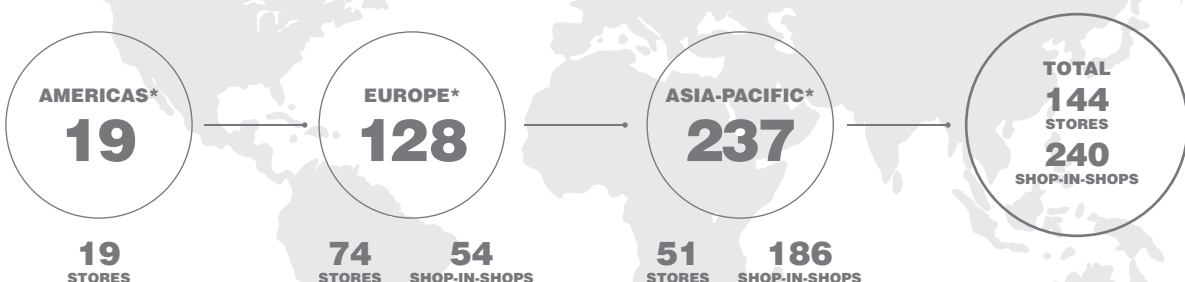 AMERICAS*
19
19
STORES
EUROPE*
128
74
STORES
54
SHOP-IN-SHOPS
ASIA-PACIFIC*
237
51
STORES
186
SHOP-IN-SHOPS
TOTAL
144
STORES
240
SHOP-IN-SHOPS